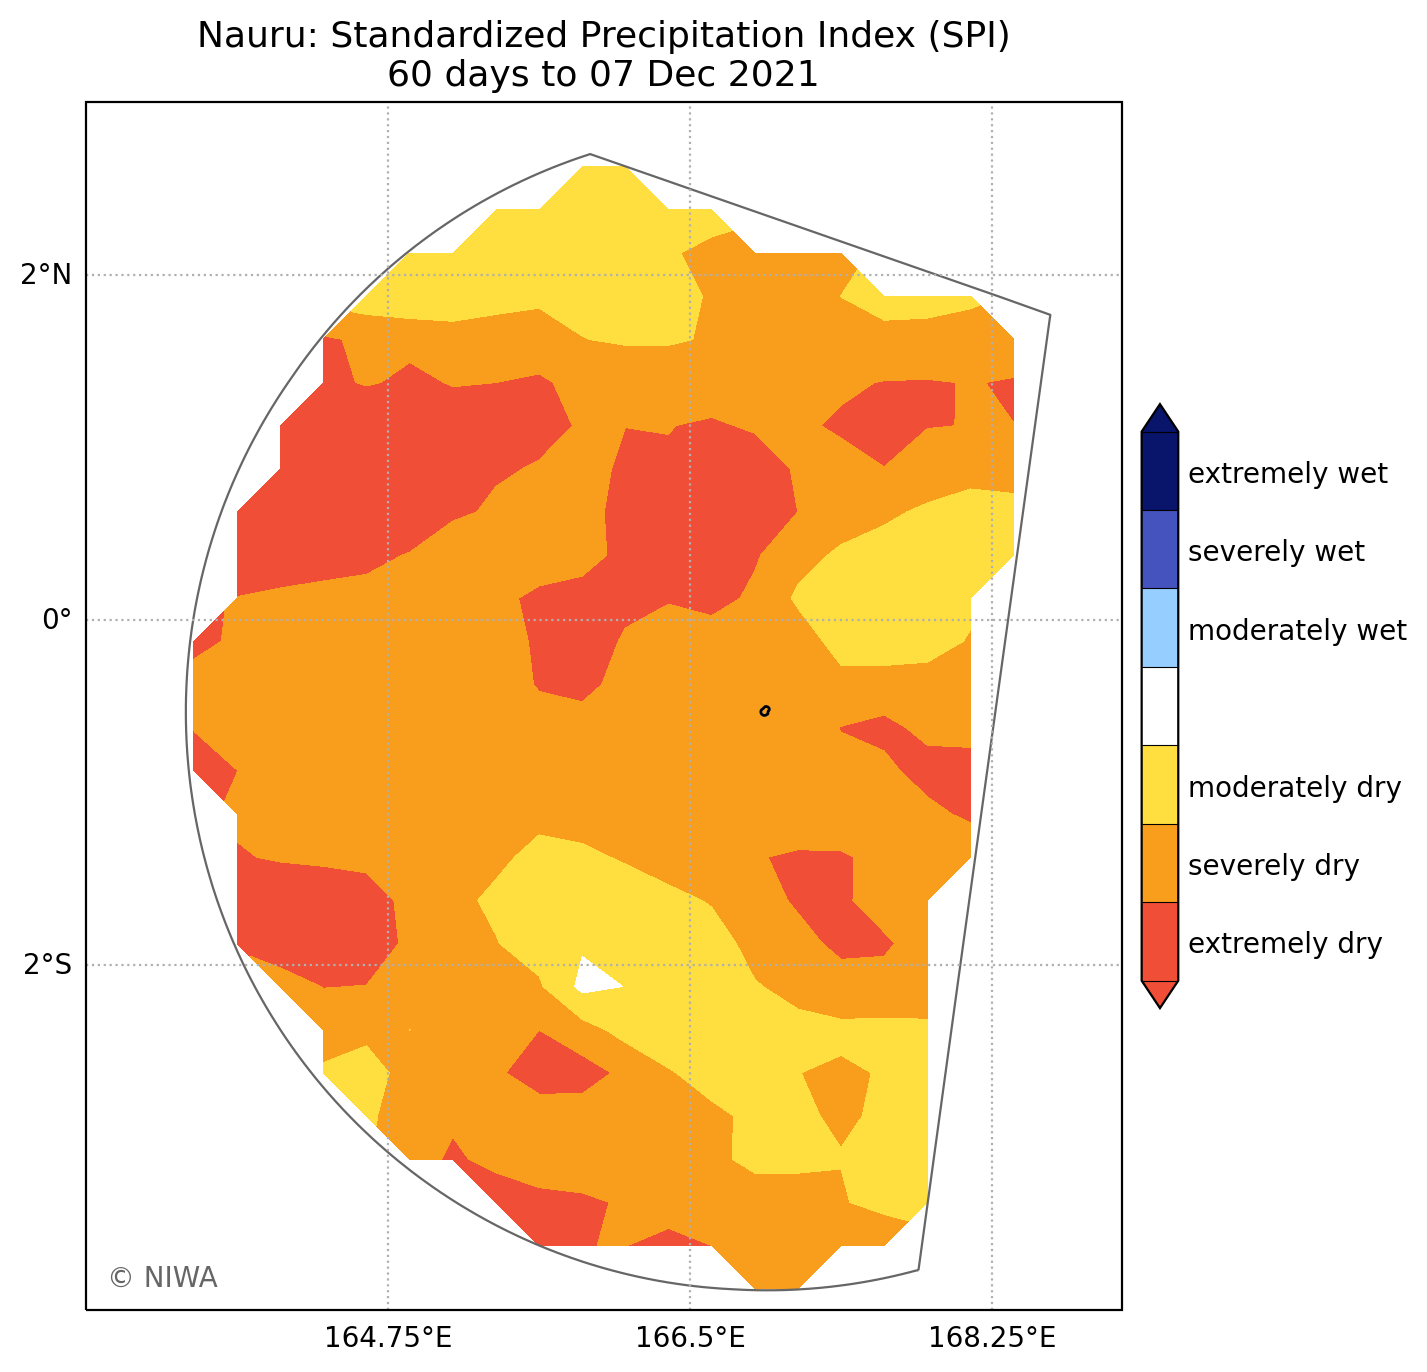 Nauru: Standardized Precipitation Index (SPI)
60 days to 07 Dec 2021
2°N
0°
2°S
164.75°E
166.5°E
168.25°E
© NIWA
extremely wet
severely wet
moderately wet
moderately dry
severely dry
extremely dry